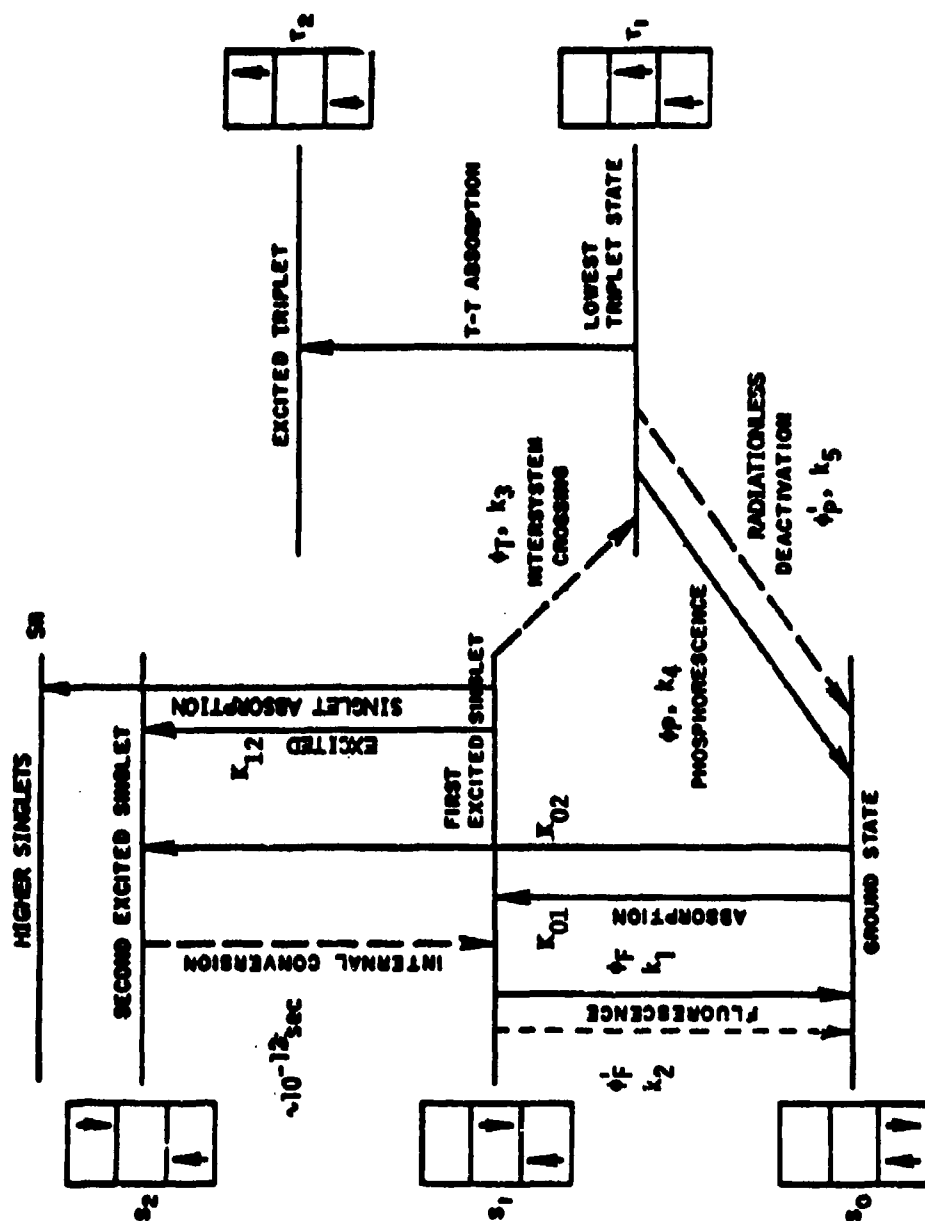 HIGHER SINGLETS
SN
S2
SECOND EXCITED SINGLET
EXCITED TRIPLET
T2
~10-12sec
INTERNAL CONVERSION
K12
EXCITED
SINGLET ABSORPTION
T-T ABSORPTION
S1
FIRST
EXCITED SINGLET
ϕT, k3
INTERSYSTEM
CROSSING
LOWEST
TRIPLET STATE
T1
ϕ'F
k2
FLUORESCENCE
ϕF
k1
K01
ABSORPTION
K02
ϕP, k4
PHOSPHORESCENCE
RADIATIONLESS
DEACTIVATION
ϕ'P, k5
S0
GROUND STATE